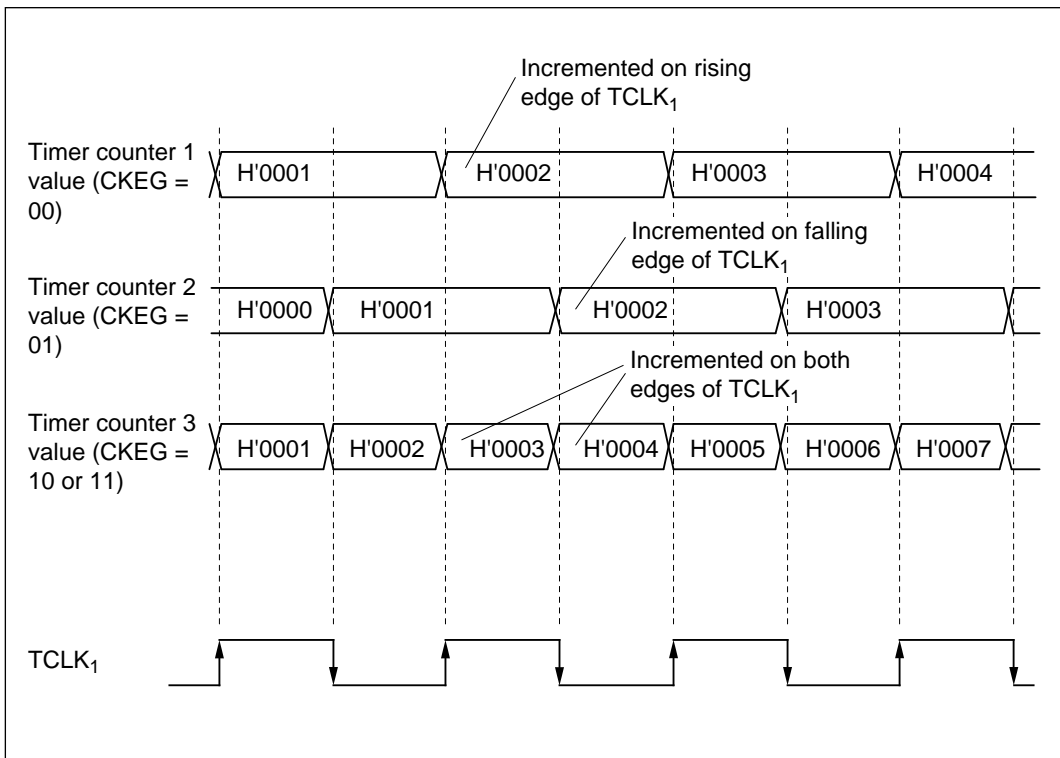 Incremented on rising
edge of TCLK1
Timer counter 1
value (CKEG =
00)
H'0001 H'0002 H'0003 H'0004
Incremented on falling
edge of TCLK1
Timer counter 2
value (CKEG =
01)
H'0000 H'0001 H'0002 H'0003
Incremented on both
edges of TCLK1
Timer counter 3
value (CKEG =
10 or 11)
H'0001 H'0002 H'0003 H'0004 H'0005 H'0006 H'0007
TCLK1